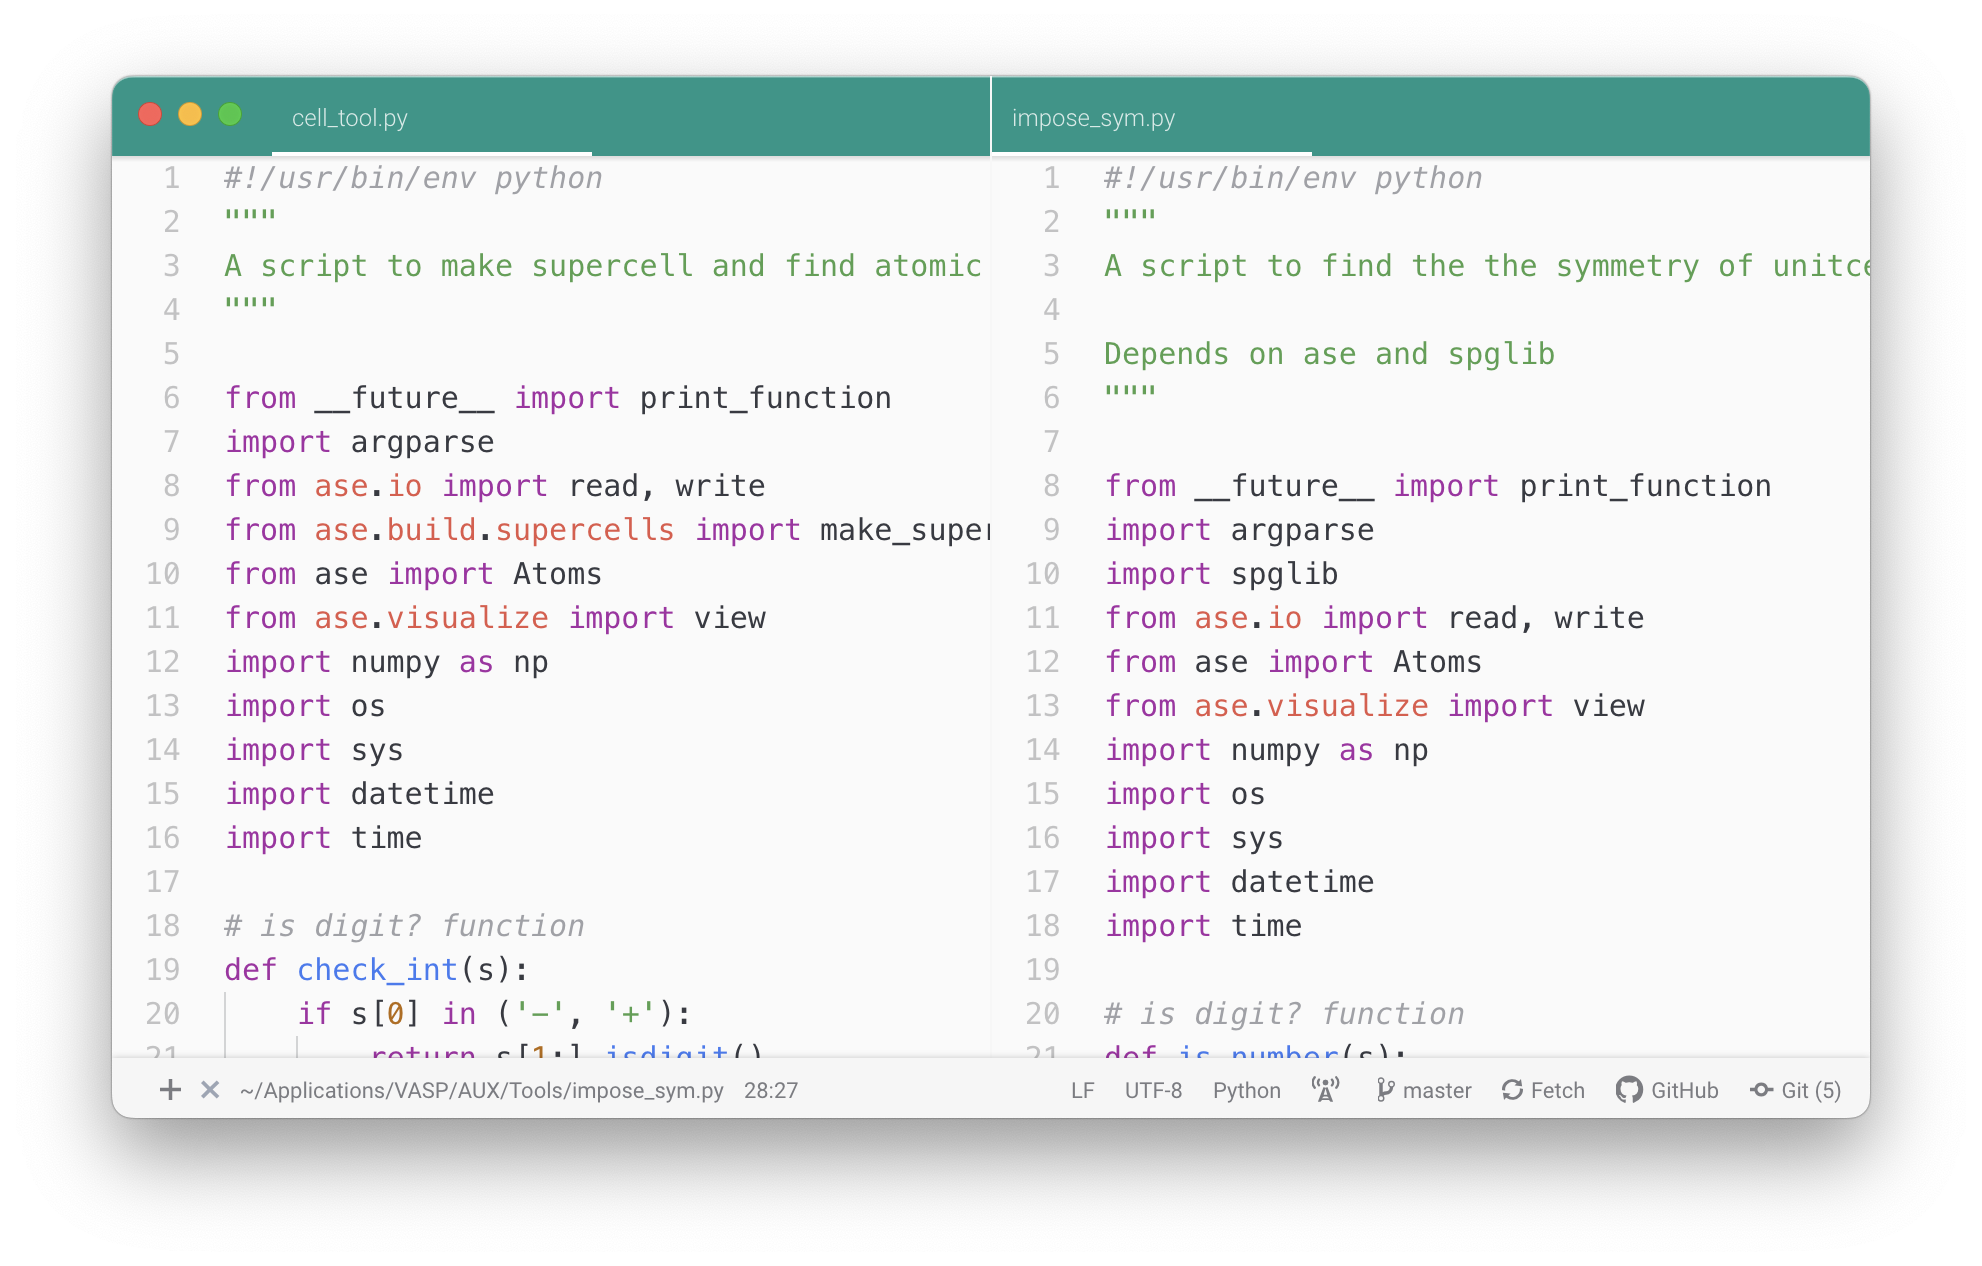 cell_tool.py
1 #!/usr/bin/env python
2 """
3 A script to make supercell and find atomic
4 """
5
6 from __future__ import print_function
7 import argparse
8 from ase.io import read, write
9 from ase.build.supercells import make_super
10 from ase import Atoms
11 from ase.visualize import view
12 import numpy as np
13 import os
14 import sys
15 import datetime
16 import time
17
18 # is digit? function
19 def check_int(s):
20 if s[0] in ('-', '+'):
21 return s[1:].isdigit()
impose_sym.py
1 #!/usr/bin/env python
2 """
3 A script to find the the symmetry of unitce
4
5 Depends on ase and spglib
6 """
7
8 from __future__ import print_function
9 import argparse
10 import spglib
11 from ase.io import read, write
12 from ase import Atoms
13 from ase.visualize import view
14 import numpy as np
15 import os
16 import sys
17 import datetime
18 import time
19
20 # is digit? function
21 def is_number(s):
~/Applications/VASP/AUX/Tools/impose_sym.py 28:27 LF UTF-8 Python master Fetch GitHub Git (5)